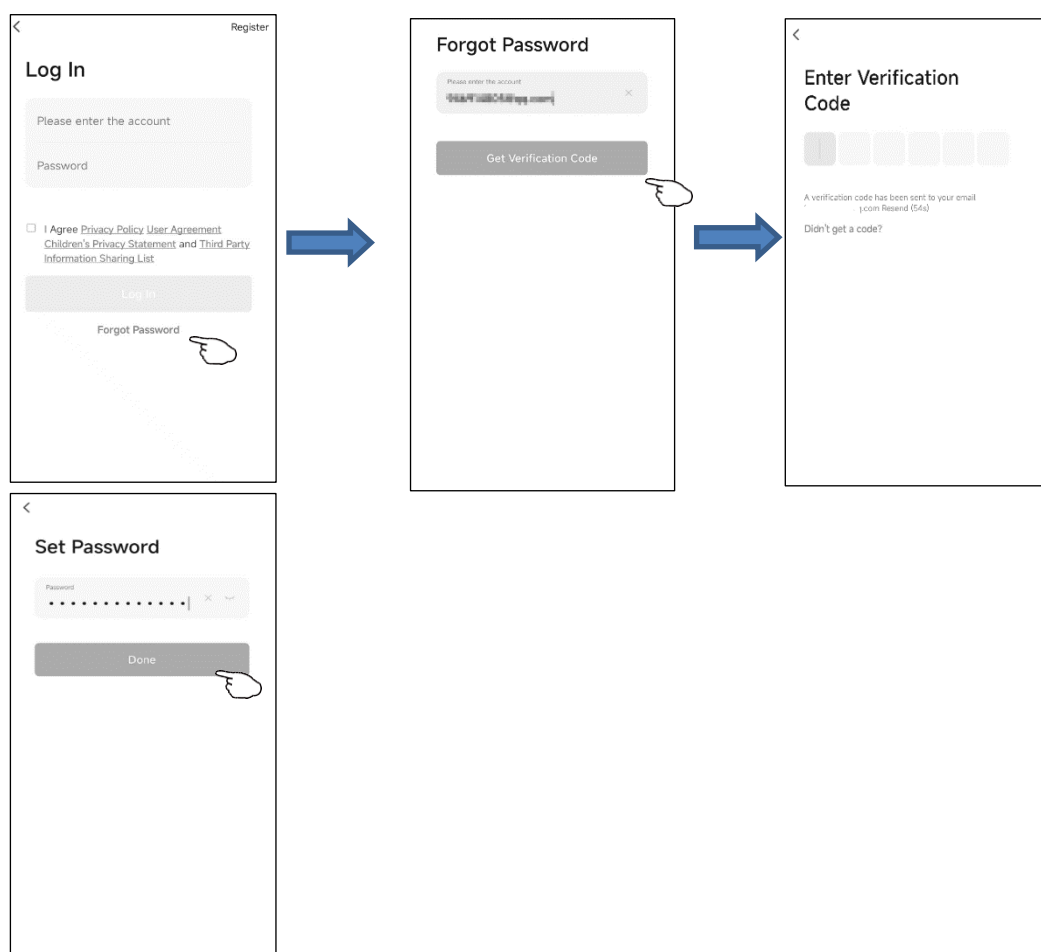 Register
Log In
Please enter the account
Password
I Agree Privacy Policy User Agreement
Children's Privacy Statement and Third Party
Information Sharing List
Log In
Forgot Password
Forgot Password
Please enter the account
Get Verification Code
Enter Verification
Code
A verification code has been sent to your email
.com Resend (54s)
Didn't get a code?
Set Password
Password
Done